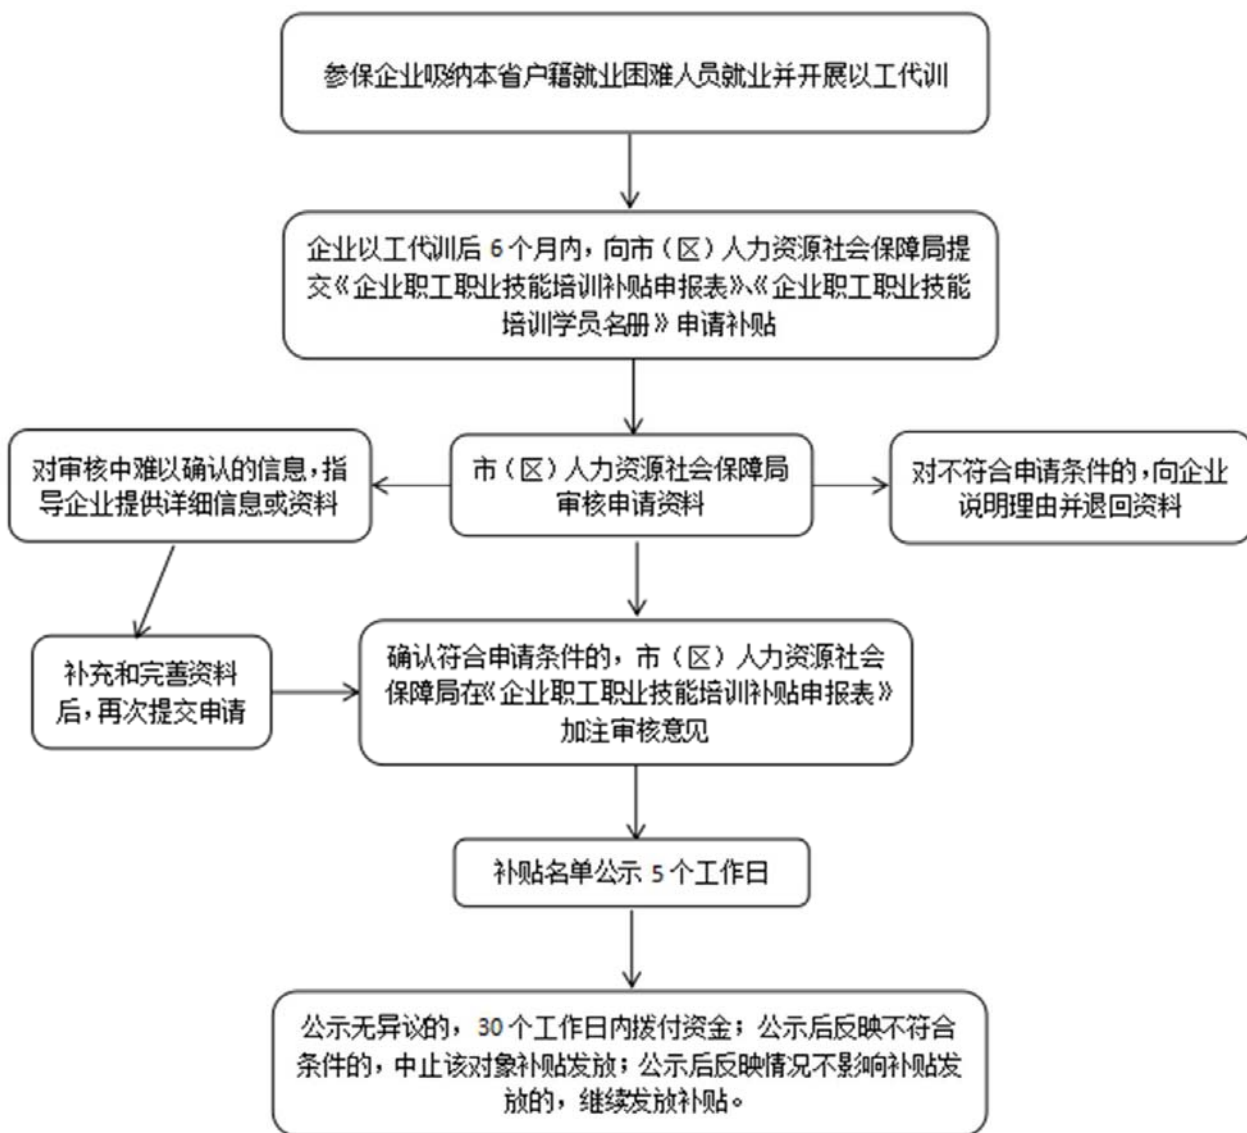 参保企业吸纳本省户籍就业困难人员就业并开展以工代训
企业以工代训后 6 个月内，向市（区）人力资源社会保障局提
交《企业职工职业技能培训补贴申报表》、《企业职工职业技能
培训学员名册》申请补贴
对审核中难以确认的信息，指
导企业提供详细信息或资料
市（区）人力资源社会保障局
审核申请资料
对不符合申请条件的，向企业
说明理由并退回资料
补充和完善资料
后，再次提交申请
确认符合申请条件的，市（区）人力资源社会
保障局在《企业职工职业技能培训补贴申报表》
加注审核意见
补贴名单公示 5 个工作日
公示无异议的，30 个工作日内拨付资金；公示后反映不符合
条件的，中止该对象补贴发放；公示后反映情况不影响补贴发
放的，继续发放补贴。